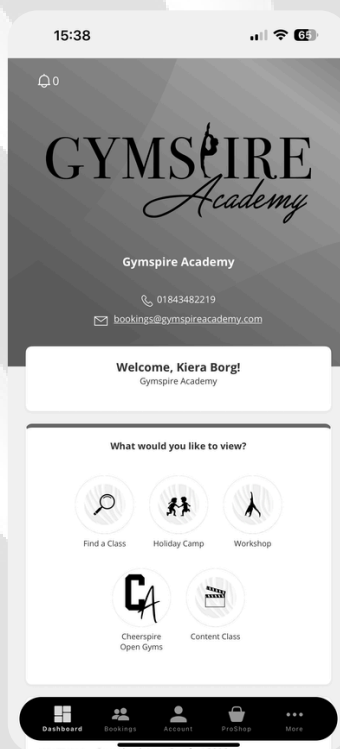 15:38
65
0
GYMSPIRE
Academy
Gymspire Academy
01843482219
bookings@gymspireacademy.com
Welcome, Kiera Borg!
Gymspire Academy
What would you like to view?
Find a Class Holiday Camp Workshop
CA
Cheerspire Content Class
Open Gyms
Dashboard Bookings Account ProShop More